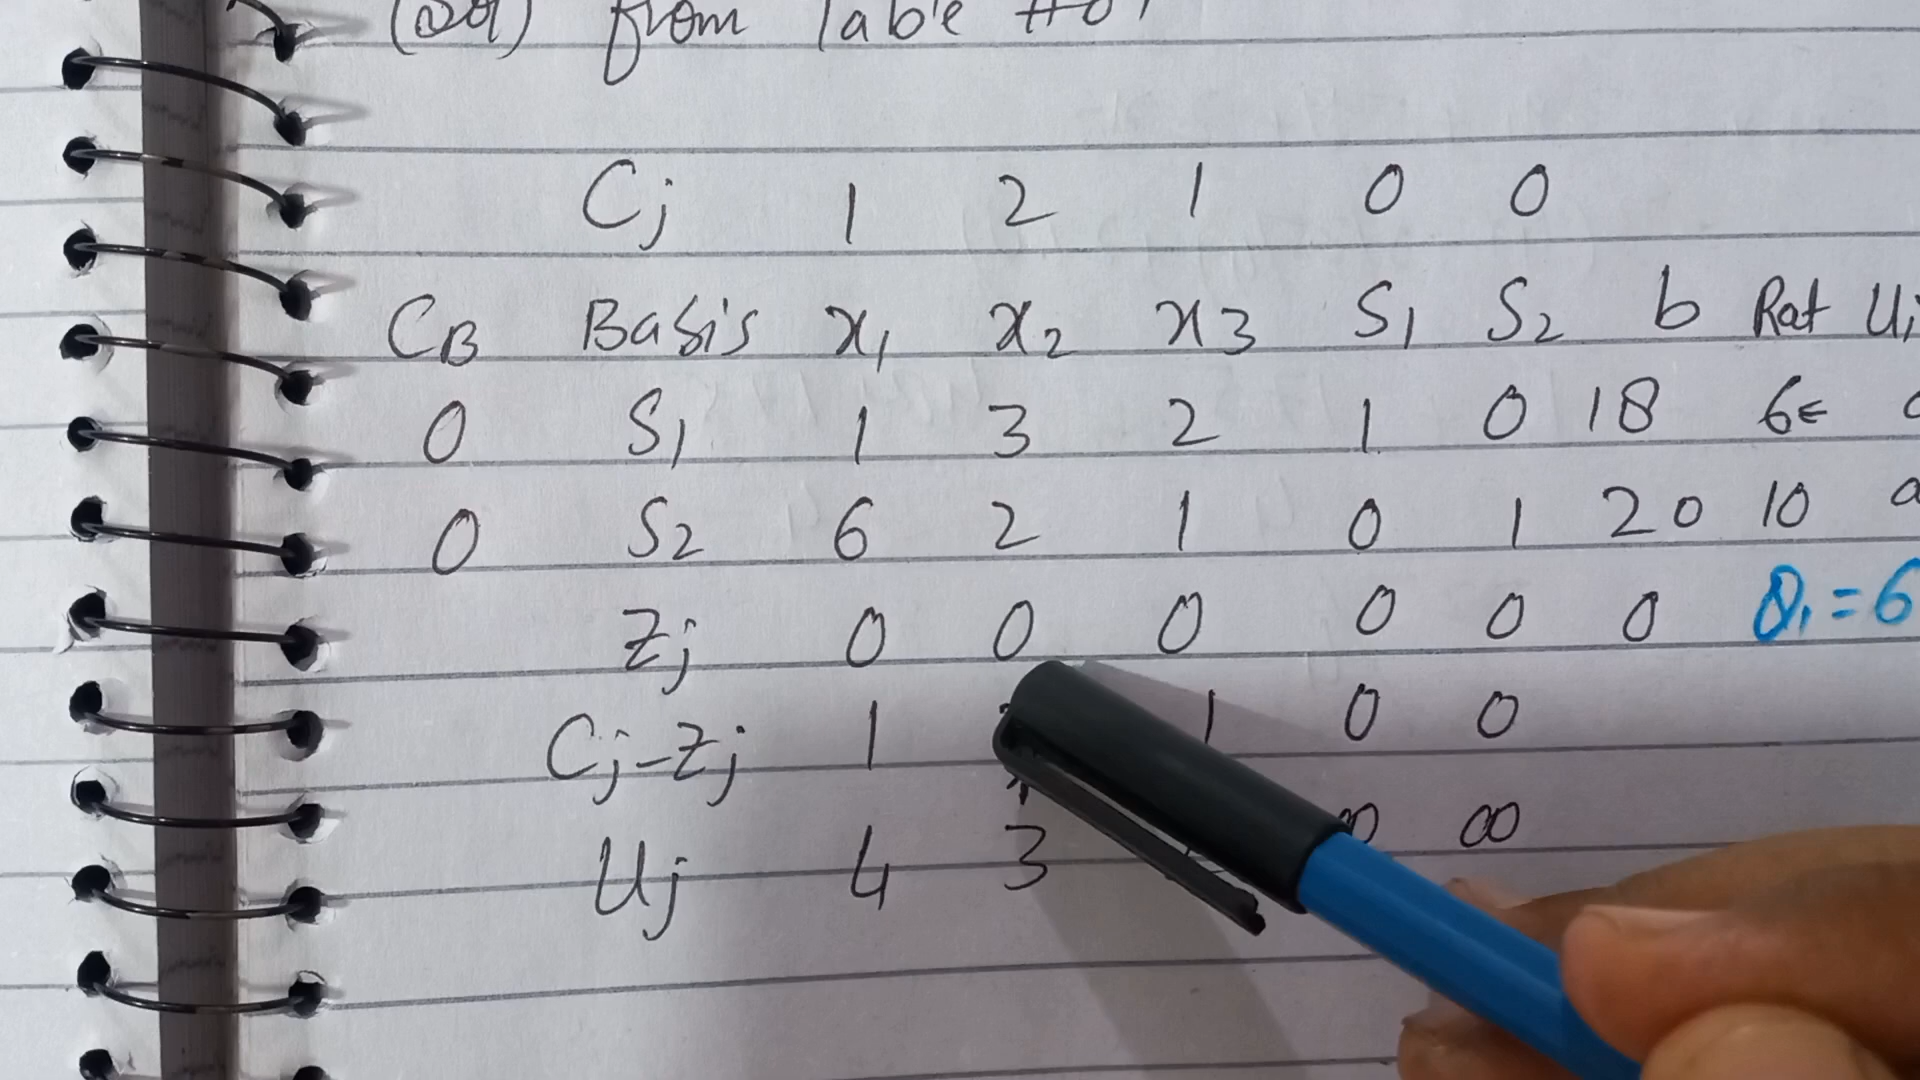 from Table #01
Cj 1 2 1 0 0
CB Basis x1 x2 x3 S1 S2 b Rat Uj
0 S1 1 3 2 1 0 18 6←
0 S2 6 2 1 0 1 20 10
Zj 0 0 0 0 0 0 θ1 = 6
Cj-Zj 1 1 0 0
Uj 4 3 ∞ ∞